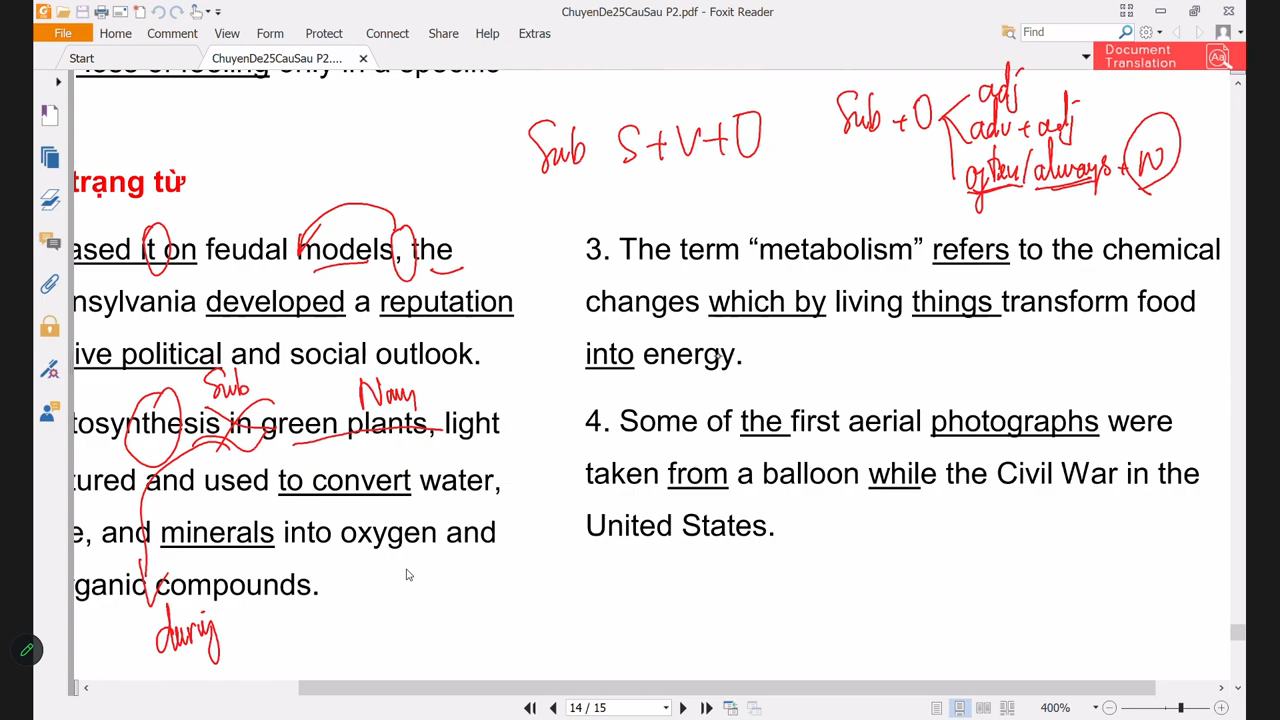 ChuyenDe25CauSau P2.pdf - Foxit Reader
File Home Comment View Form Protect Connect Share Help Extras
Find
Start ChuyenDe25CauSau P2....
Document
Translation
Sub S+V+O
Sub + O adj
adv + adj
often/always + N
trạng từ
ased it on feudal models, the
nsylvania developed a reputation
ive political and social outlook.
Sub
tosynthesis in green plants, light
tured and used to convert water,
e, and minerals into oxygen and
rganic compounds.
3. The term “metabolism” refers to the chemical
changes which by living things transform food
into energy.
4. Some of the first aerial photographs were
taken from a balloon while the Civil War in the
United States.
14 / 15
400%